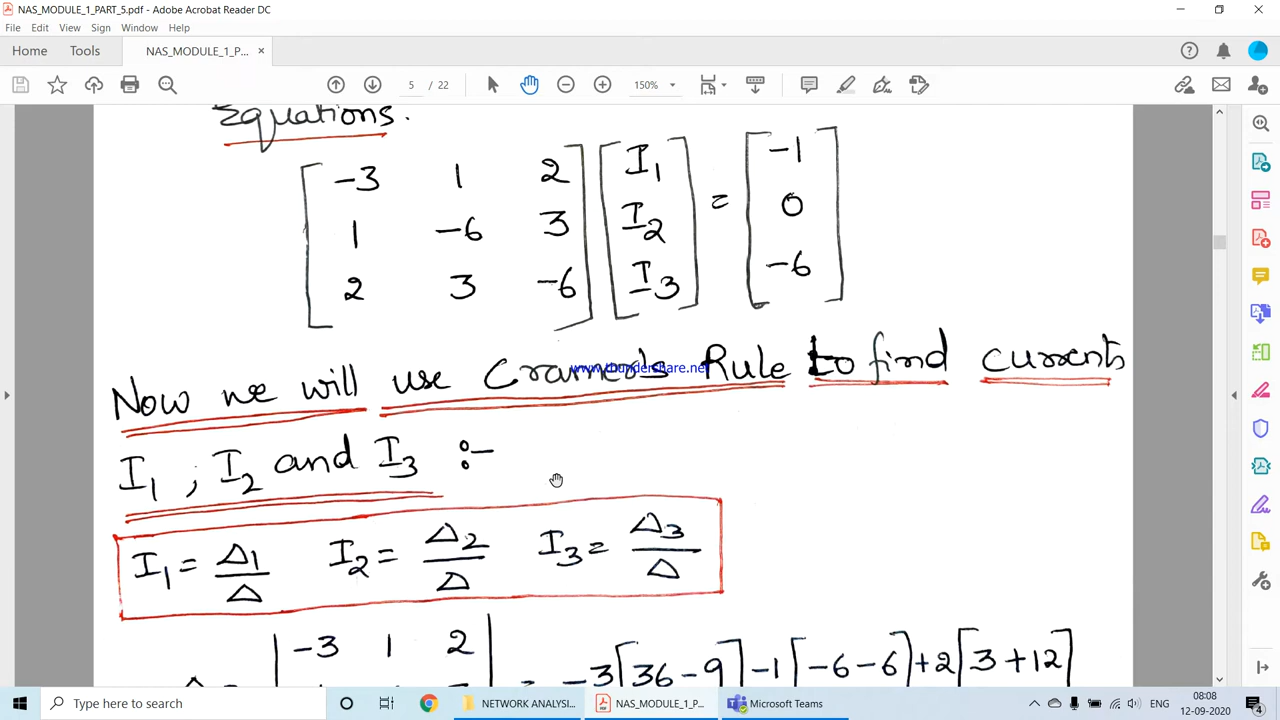 NAS_MODULE_1_PART_5.pdf - Adobe Acrobat Reader DC
File Edit View Sign Window Help
Home Tools NAS_MODULE_1_P... ×
5 / 22 150%
Equations.
-3 1 2 I1 -1
1 -6 3 I2 = 0
2 3 -6 I3 -6
Now we will use Cramer's Rule to find currents
www.thundershare.net
I1 ; I2 and I3 :-
I1 = Δ1/Δ I2 = Δ2/Δ I3 = Δ3/Δ
-3 1 2
= -3[36-9] -1[-6-6] +2[3+12]
Type here to search
NETWORK ANALYSI... NAS_MODULE_1_P... Microsoft Teams
ENG 08:08
12-09-2020
4